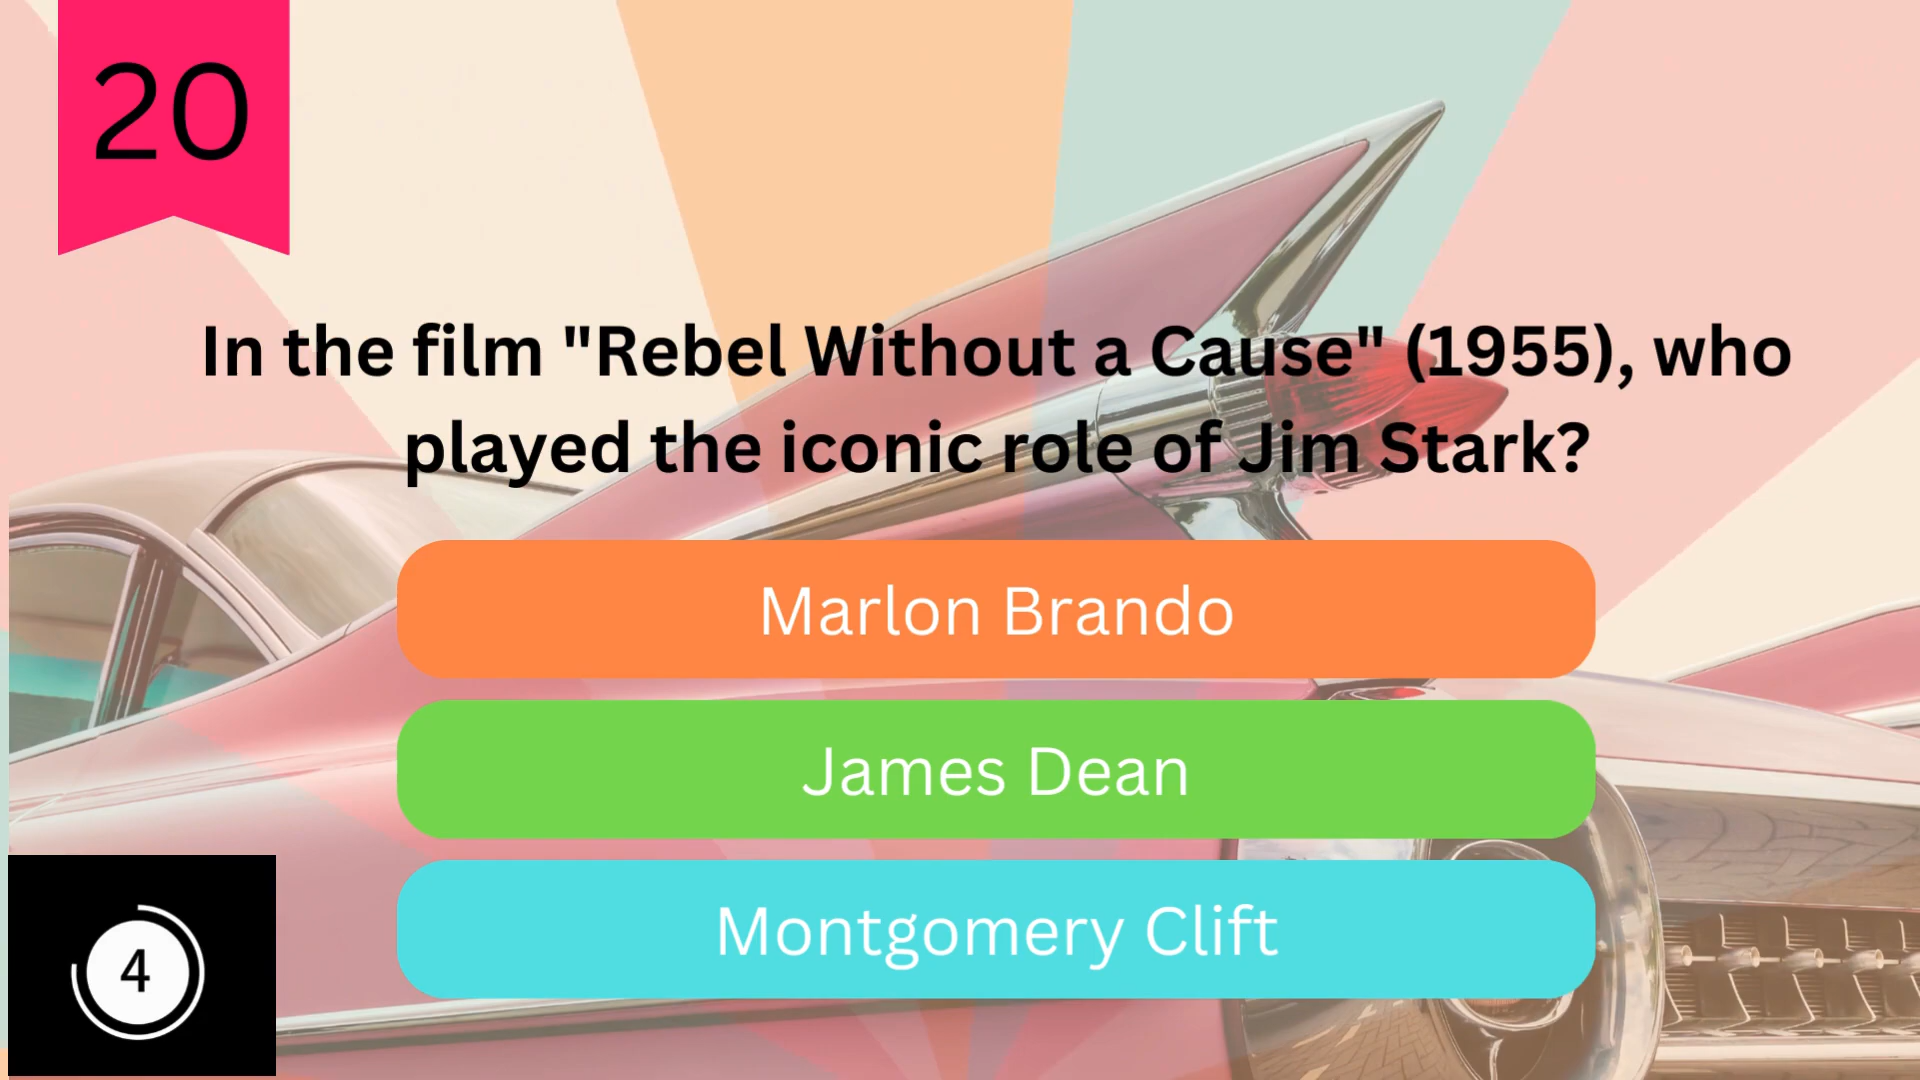 20
In the film "Rebel Without a Cause" (1955), who
played the iconic role of Jim Stark?
Marlon Brando
James Dean
Montgomery Clift
4